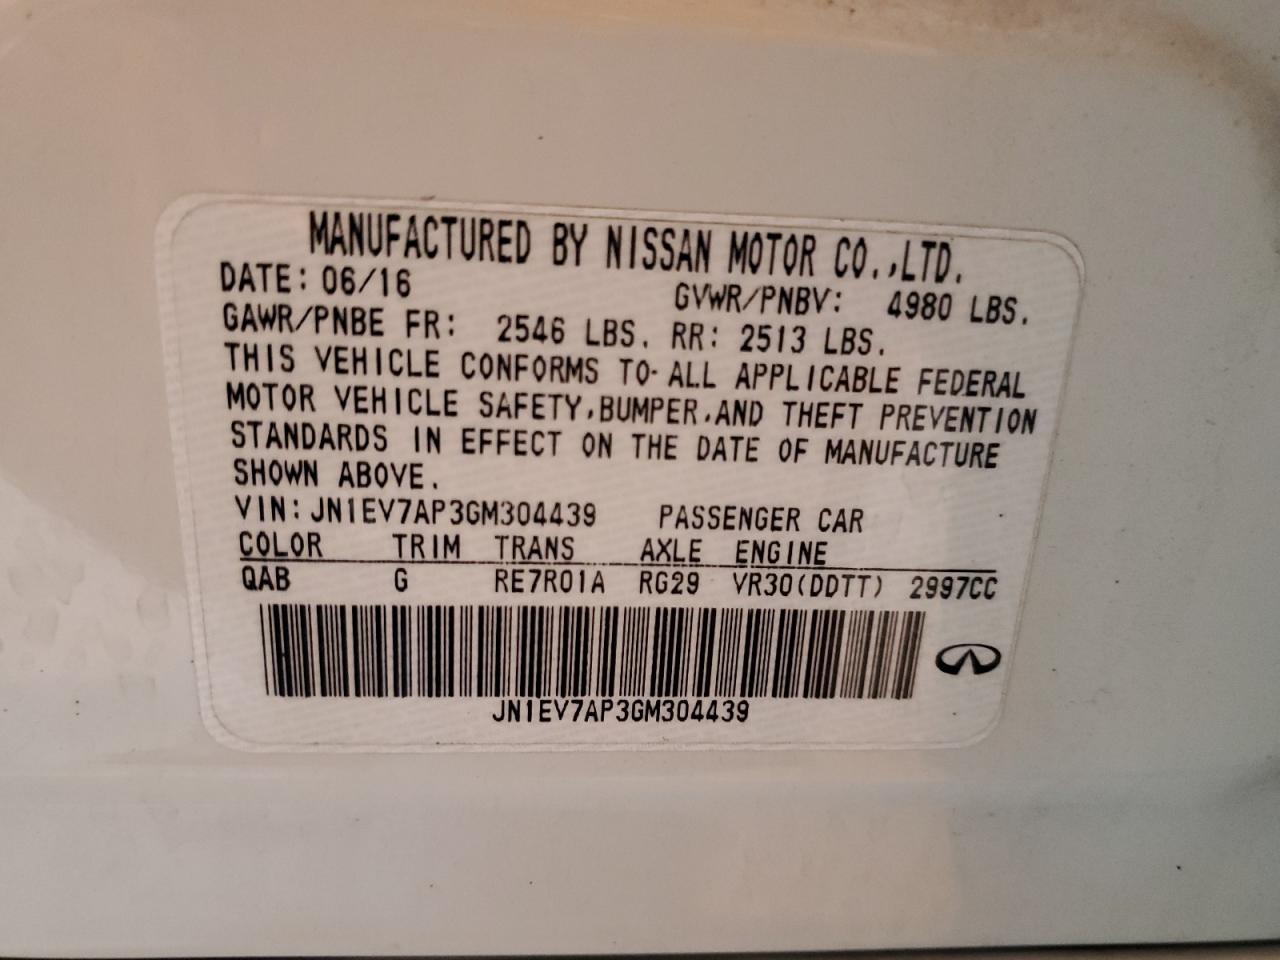 MANUFACTURED BY NISSAN MOTOR CO.,LTD.
DATE: 06/16 GVWR/PNBV: 4980 LBS.
GAWR/PNBE FR: 2546 LBS. RR: 2513 LBS.
THIS VEHICLE CONFORMS TO ALL APPLICABLE FEDERAL
MOTOR VEHICLE SAFETY,BUMPER,AND THEFT PREVENTION
STANDARDS IN EFFECT ON THE DATE OF MANUFACTURE
SHOWN ABOVE.
VIN: JN1EV7AP3GM304439 PASSENGER CAR
COLOR TRIM TRANS AXLE ENGINE
QAB G RE7R01A RG29 VR30(DDTT) 2997CC
JN1EV7AP3GM304439